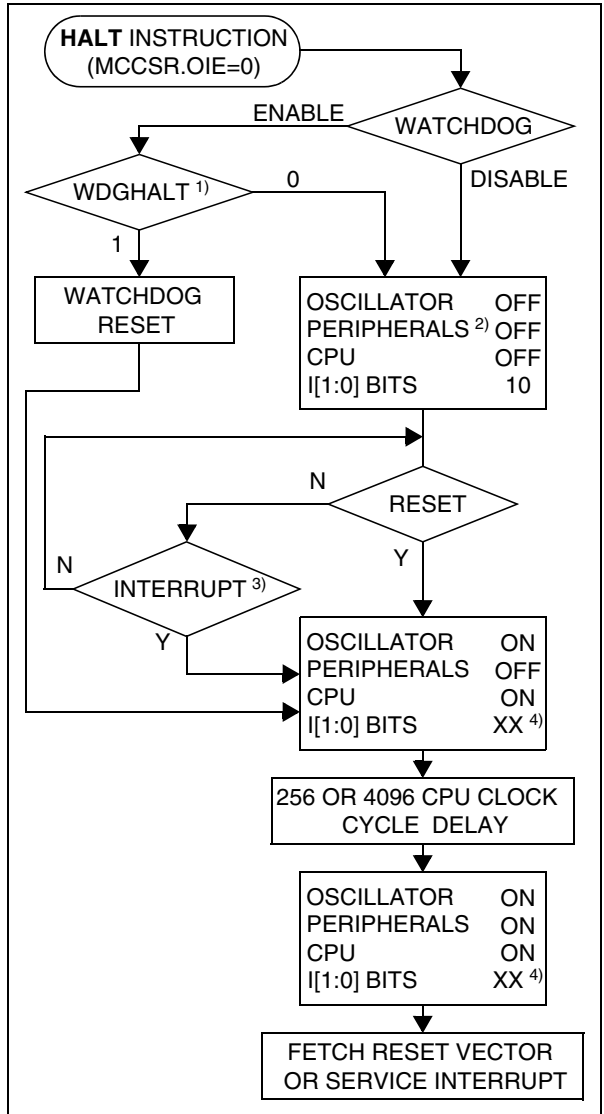 HALT INSTRUCTION
(MCCSR.OIE=0)
ENABLE
WATCHDOG
WDGHALT 1)
0
DISABLE
1
WATCHDOG
RESET
OSCILLATOR OFF
PERIPHERALS 2) OFF
CPU OFF
I[1:0] BITS 10
N
RESET
N
INTERRUPT 3)
Y
Y
OSCILLATOR ON
PERIPHERALS OFF
CPU ON
I[1:0] BITS XX 4)
256 OR 4096 CPU CLOCK
CYCLE DELAY
OSCILLATOR ON
PERIPHERALS ON
CPU ON
I[1:0] BITS XX 4)
FETCH RESET VECTOR
OR SERVICE INTERRUPT